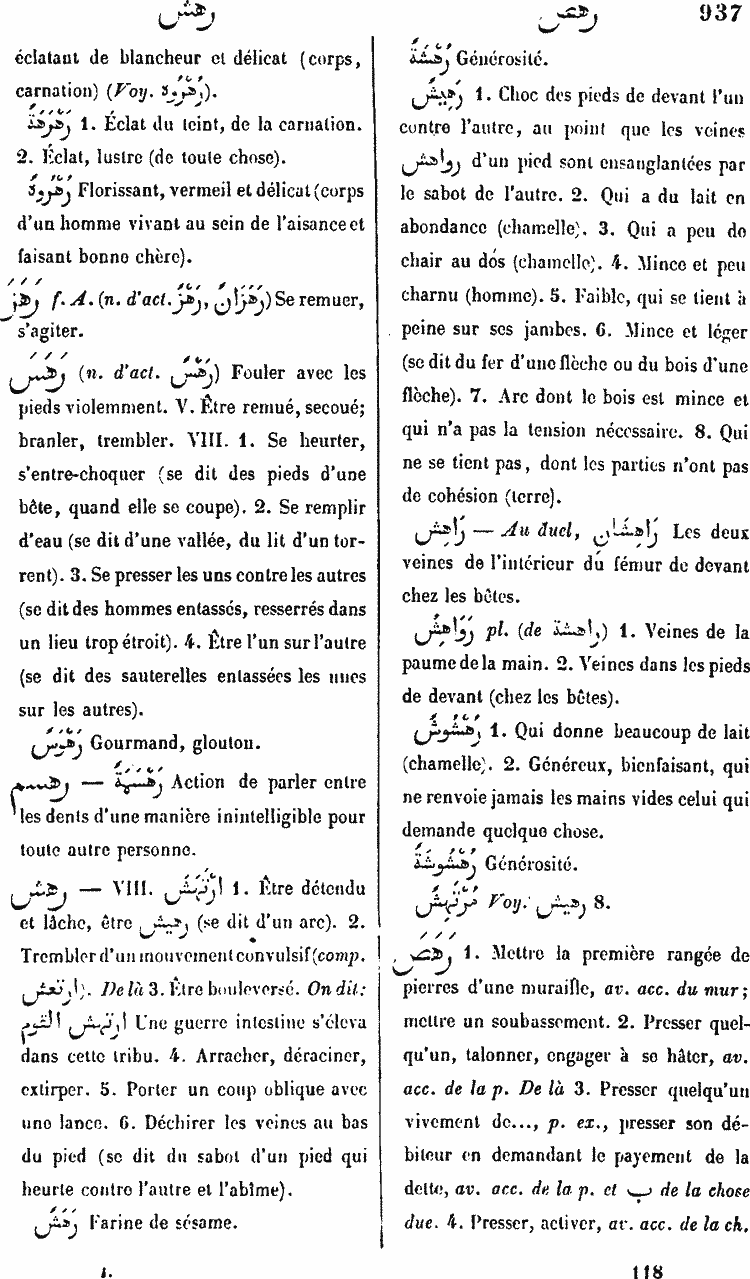 رهش
رهص
937
éclatant de blancheur et délicat (corps,
carnation) (Voy. رُهْرُوهٌ).
رَهْرَهَةٌ 1. Éclat du teint, de la carnation.
2. Éclat, lustre (de toute chose).
رُهْرُوهٌ Florissant, vermeil et délicat (corps
d'un homme vivant au sein de l'aisance et
faisant bonne chère).
رَهَزَ f. A. (n. d'act. رَهْزٌ, رَهَزَانٌ) Se remuer,
s'agiter.
رَهَسَ (n. d'act. رَهْسٌ) Fouler avec les
pieds violemment. V. Être remué, secoué;
branler, trembler. VIII. 1. Se heurter,
s'entre-choquer (se dit des pieds d'une
bête, quand elle se coupe). 2. Se remplir
d'eau (se dit d'une vallée, du lit d'un tor-
rent). 3. Se presser les uns contre les autres
(se dit des hommes entassés, resserrés dans
un lieu trop étroit). 4. Être l'un sur l'autre
(se dit des sauterelles entassées les unes
sur les autres).
رَهْوَسٌ Gourmand, glouton.
رهسم — رَهْسَمَةٌ Action de parler entre
les dents d'une manière inintelligible pour
toute autre personne.
رهش — VIII. اِرْتَهَشَ 1. Être détendu
et lâche, être رهيش (se dit d'un arc). 2.
Trembler d'un mouvement convulsif (comp.
ارتعش). De là 3. Être bouleversé. On dit:
ارتهش القوم Une guerre intestine s'éleva
dans cette tribu. 4. Arracher, déraciner,
extirper. 5. Porter un coup oblique avec
une lance. 6. Déchirer les veines au bas
du pied (se dit du sabot d'un pied qui
heurte contre l'autre et l'abîme).
رَهْشٌ Farine de sésame.
I.
رُهْشَةٌ Générosité.
رَهِيشٌ 1. Choc des pieds de devant l'un
contre l'autre, au point que les veines
رواهش d'un pied sont ensanglantées par
le sabot de l'autre. 2. Qui a du lait en
abondance (chamelle). 3. Qui a peu de
chair au dos (chamelle). 4. Mince et peu
charnu (homme). 5. Faible, qui se tient à
peine sur ses jambes. 6. Mince et léger
(se dit du fer d'une flèche ou du bois d'une
flèche). 7. Arc dont le bois est mince et
qui n'a pas la tension nécessaire. 8. Qui
ne se tient pas, dont les parties n'ont pas
de cohésion (terre).
رَاهِشٌ — Au duel, رَاهِشَانِ Les deux
veines de l'intérieur du fémur de devant
chez les bêtes.
رَوَاهِشُ pl. (de راهشة) 1. Veines de la
paume de la main. 2. Veines dans les pieds
de devant (chez les bêtes).
رُهْشُوشٌ 1. Qui donne beaucoup de lait
(chamelle). 2. Généreux, bienfaisant, qui
ne renvoie jamais les mains vides celui qui
demande quelque chose.
رُهْشُوشَةٌ Générosité.
مُرْتَهِشٌ Voy. رهيش 8.
رَهَصَ 1. Mettre la première rangée de
pierres d'une muraille, av. acc. du mur;
mettre un soubassement. 2. Presser quel-
qu'un, talonner, engager à se hâter, av.
acc. de la p. De là 3. Presser quelqu'un
vivement de..., p. ex., presser son dé-
biteur en demandant le payement de la
dette, av. acc. de la p. et ب de la chose
due. 4. Presser, activer, av. acc. de la ch.
118